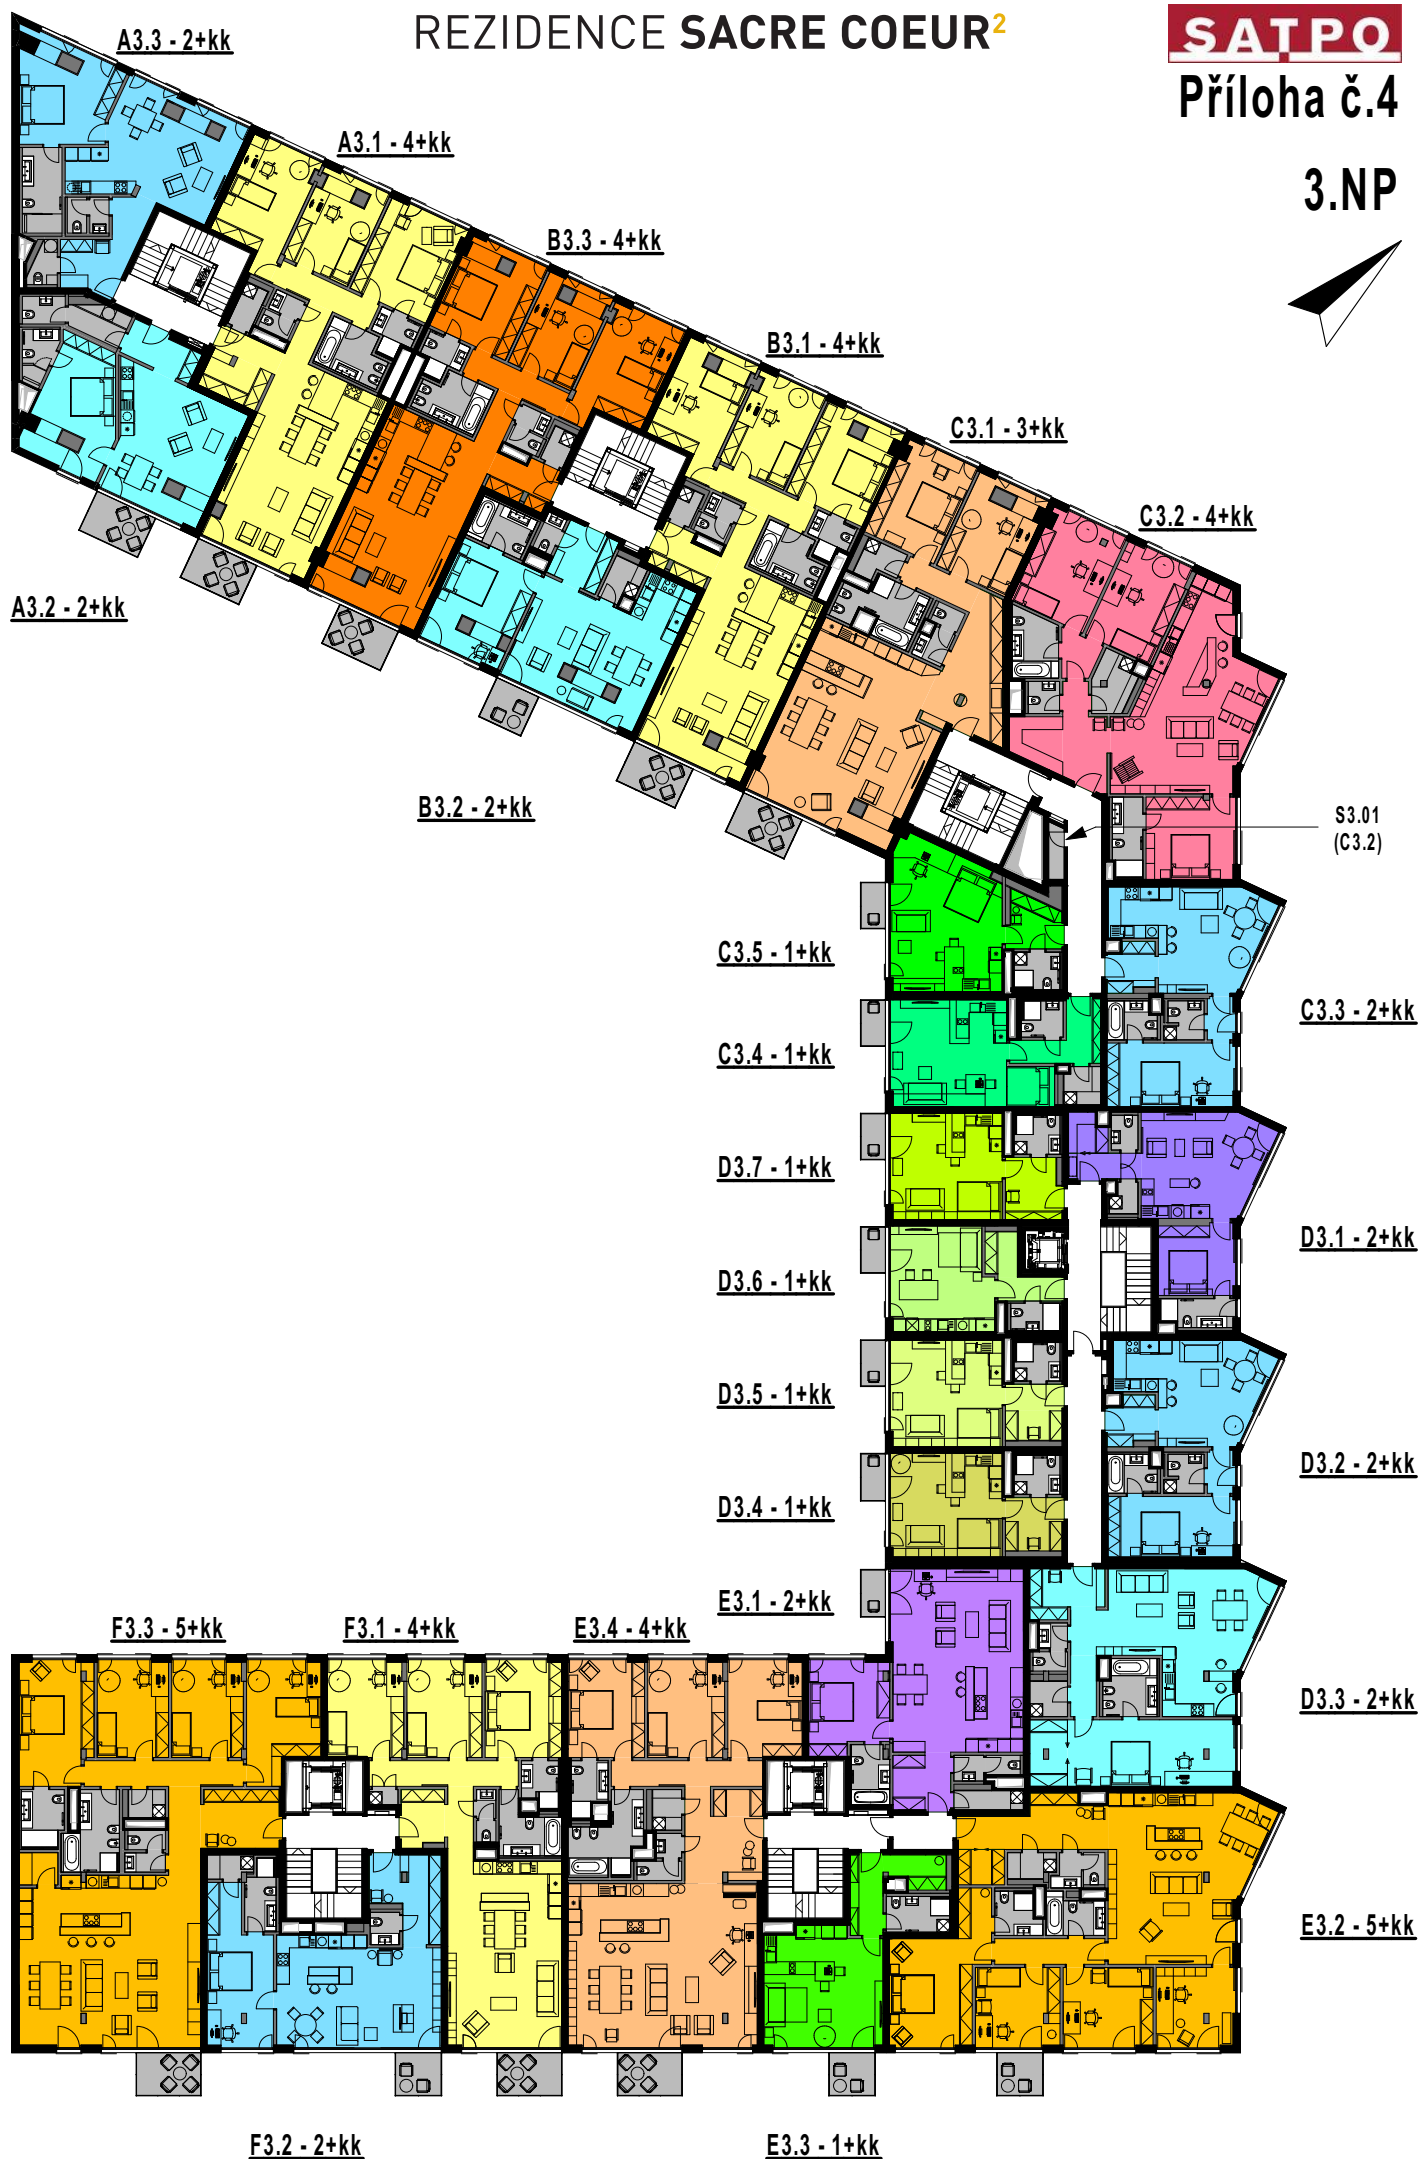 REZIDENCE SACRE COEUR²
SATPO
Příloha č.4
3.NP
A3.3 - 2+kk
A3.1 - 4+kk
B3.3 - 4+kk
B3.1 - 4+kk
C3.1 - 3+kk
C3.2 - 4+kk
A3.2 - 2+kk
B3.2 - 2+kk
S3.01
(C3.2)
C3.5 - 1+kk
C3.3 - 2+kk
C3.4 - 1+kk
D3.7 - 1+kk
D3.1 - 2+kk
D3.6 - 1+kk
D3.5 - 1+kk
D3.2 - 2+kk
D3.4 - 1+kk
E3.1 - 2+kk
F3.3 - 5+kk
F3.1 - 4+kk
E3.4 - 4+kk
D3.3 - 2+kk
E3.2 - 5+kk
F3.2 - 2+kk
E3.3 - 1+kk